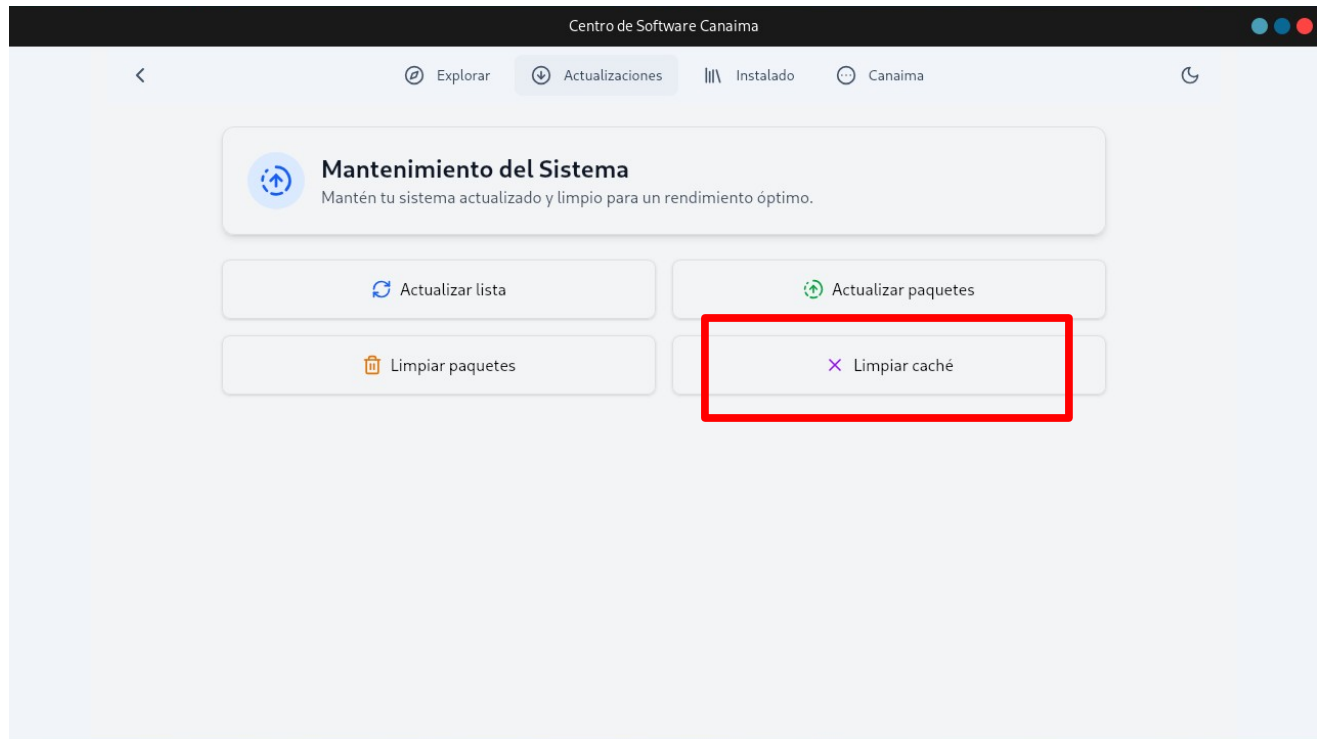 Centro de Software Canaima
Explorar
Actualizaciones
Instalado
Canaima
Mantenimiento del Sistema
Mantén tu sistema actualizado y limpio para un rendimiento óptimo.
Actualizar lista
Actualizar paquetes
Limpiar paquetes
Limpiar caché